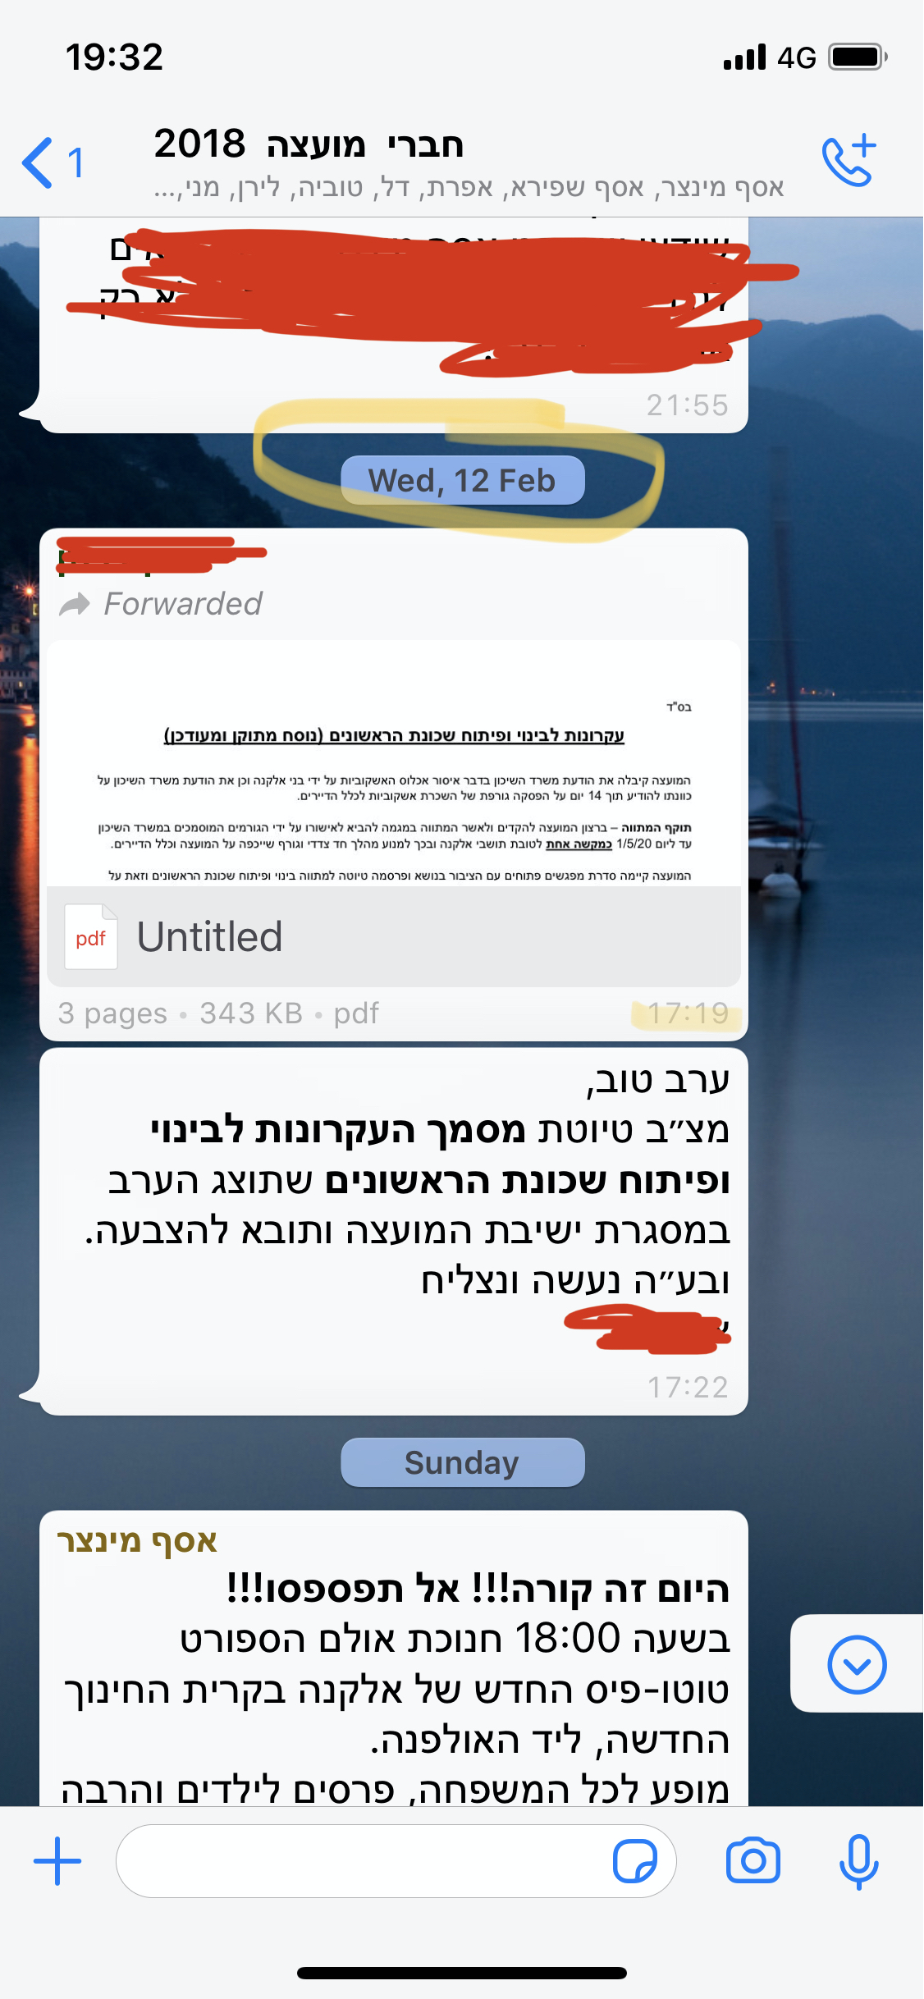 19:32
4G
1
חברי מועצה 2018
אסף מינצר, אסף שפירא, אפרת, דל, טוביה, לירן, מני,...
21:55
Wed, 12 Feb
Forwarded
בס"ד
עקרונות לבינוי ופיתוח שכונת הראשונים (נוסח מתוקן ומעודכן)
המועצה קיבלה את הודעת משרד השיכון בדבר איסור אכלוס האשקוביות על ידי בני אלקנה וכן את הודעת משרד השיכון על
כוונתו להודיע תוך 14 יום על הפסקה גורפת של השכרת אשקוביות לכלל הדיירים.
תוקף המתווה – ברצון המועצה להקדים ולאשר המתווה במגמה להביא לאישורו על ידי הגורמים המוסמכים במשרד השיכון
עד ליום 1/5/20 כמקשה אחת לטובת תושבי אלקנה ובכך למנוע מהלך חד צדדי וגורף שייכפה על המועצה וכלל הדיירים.
המועצה קיימה סדרת מפגשים פתוחים עם הציבור בנושא ופרסמה טיוטה למתווה בינוי ופיתוח שכונת הראשונים וזאת על
pdf
Untitled
3 pages • 343 KB • pdf
17:19
ערב טוב,
מצ״ב טיוטת מסמך העקרונות לבינוי
ופיתוח שכונת הראשונים שתוצג הערב
במסגרת ישיבת המועצה ותובא להצבעה.
ובע״ה נעשה ונצליח
17:22
Sunday
אסף מינצר
היום זה קורה!!! אל תפספסו!!!
בשעה 18:00 חנוכת אולם הספורט
טוטו-פיס החדש של אלקנה בקרית החינוך
החדשה, ליד האולפנה.
מופע לכל המשפחה, פרסים לילדים והרבה